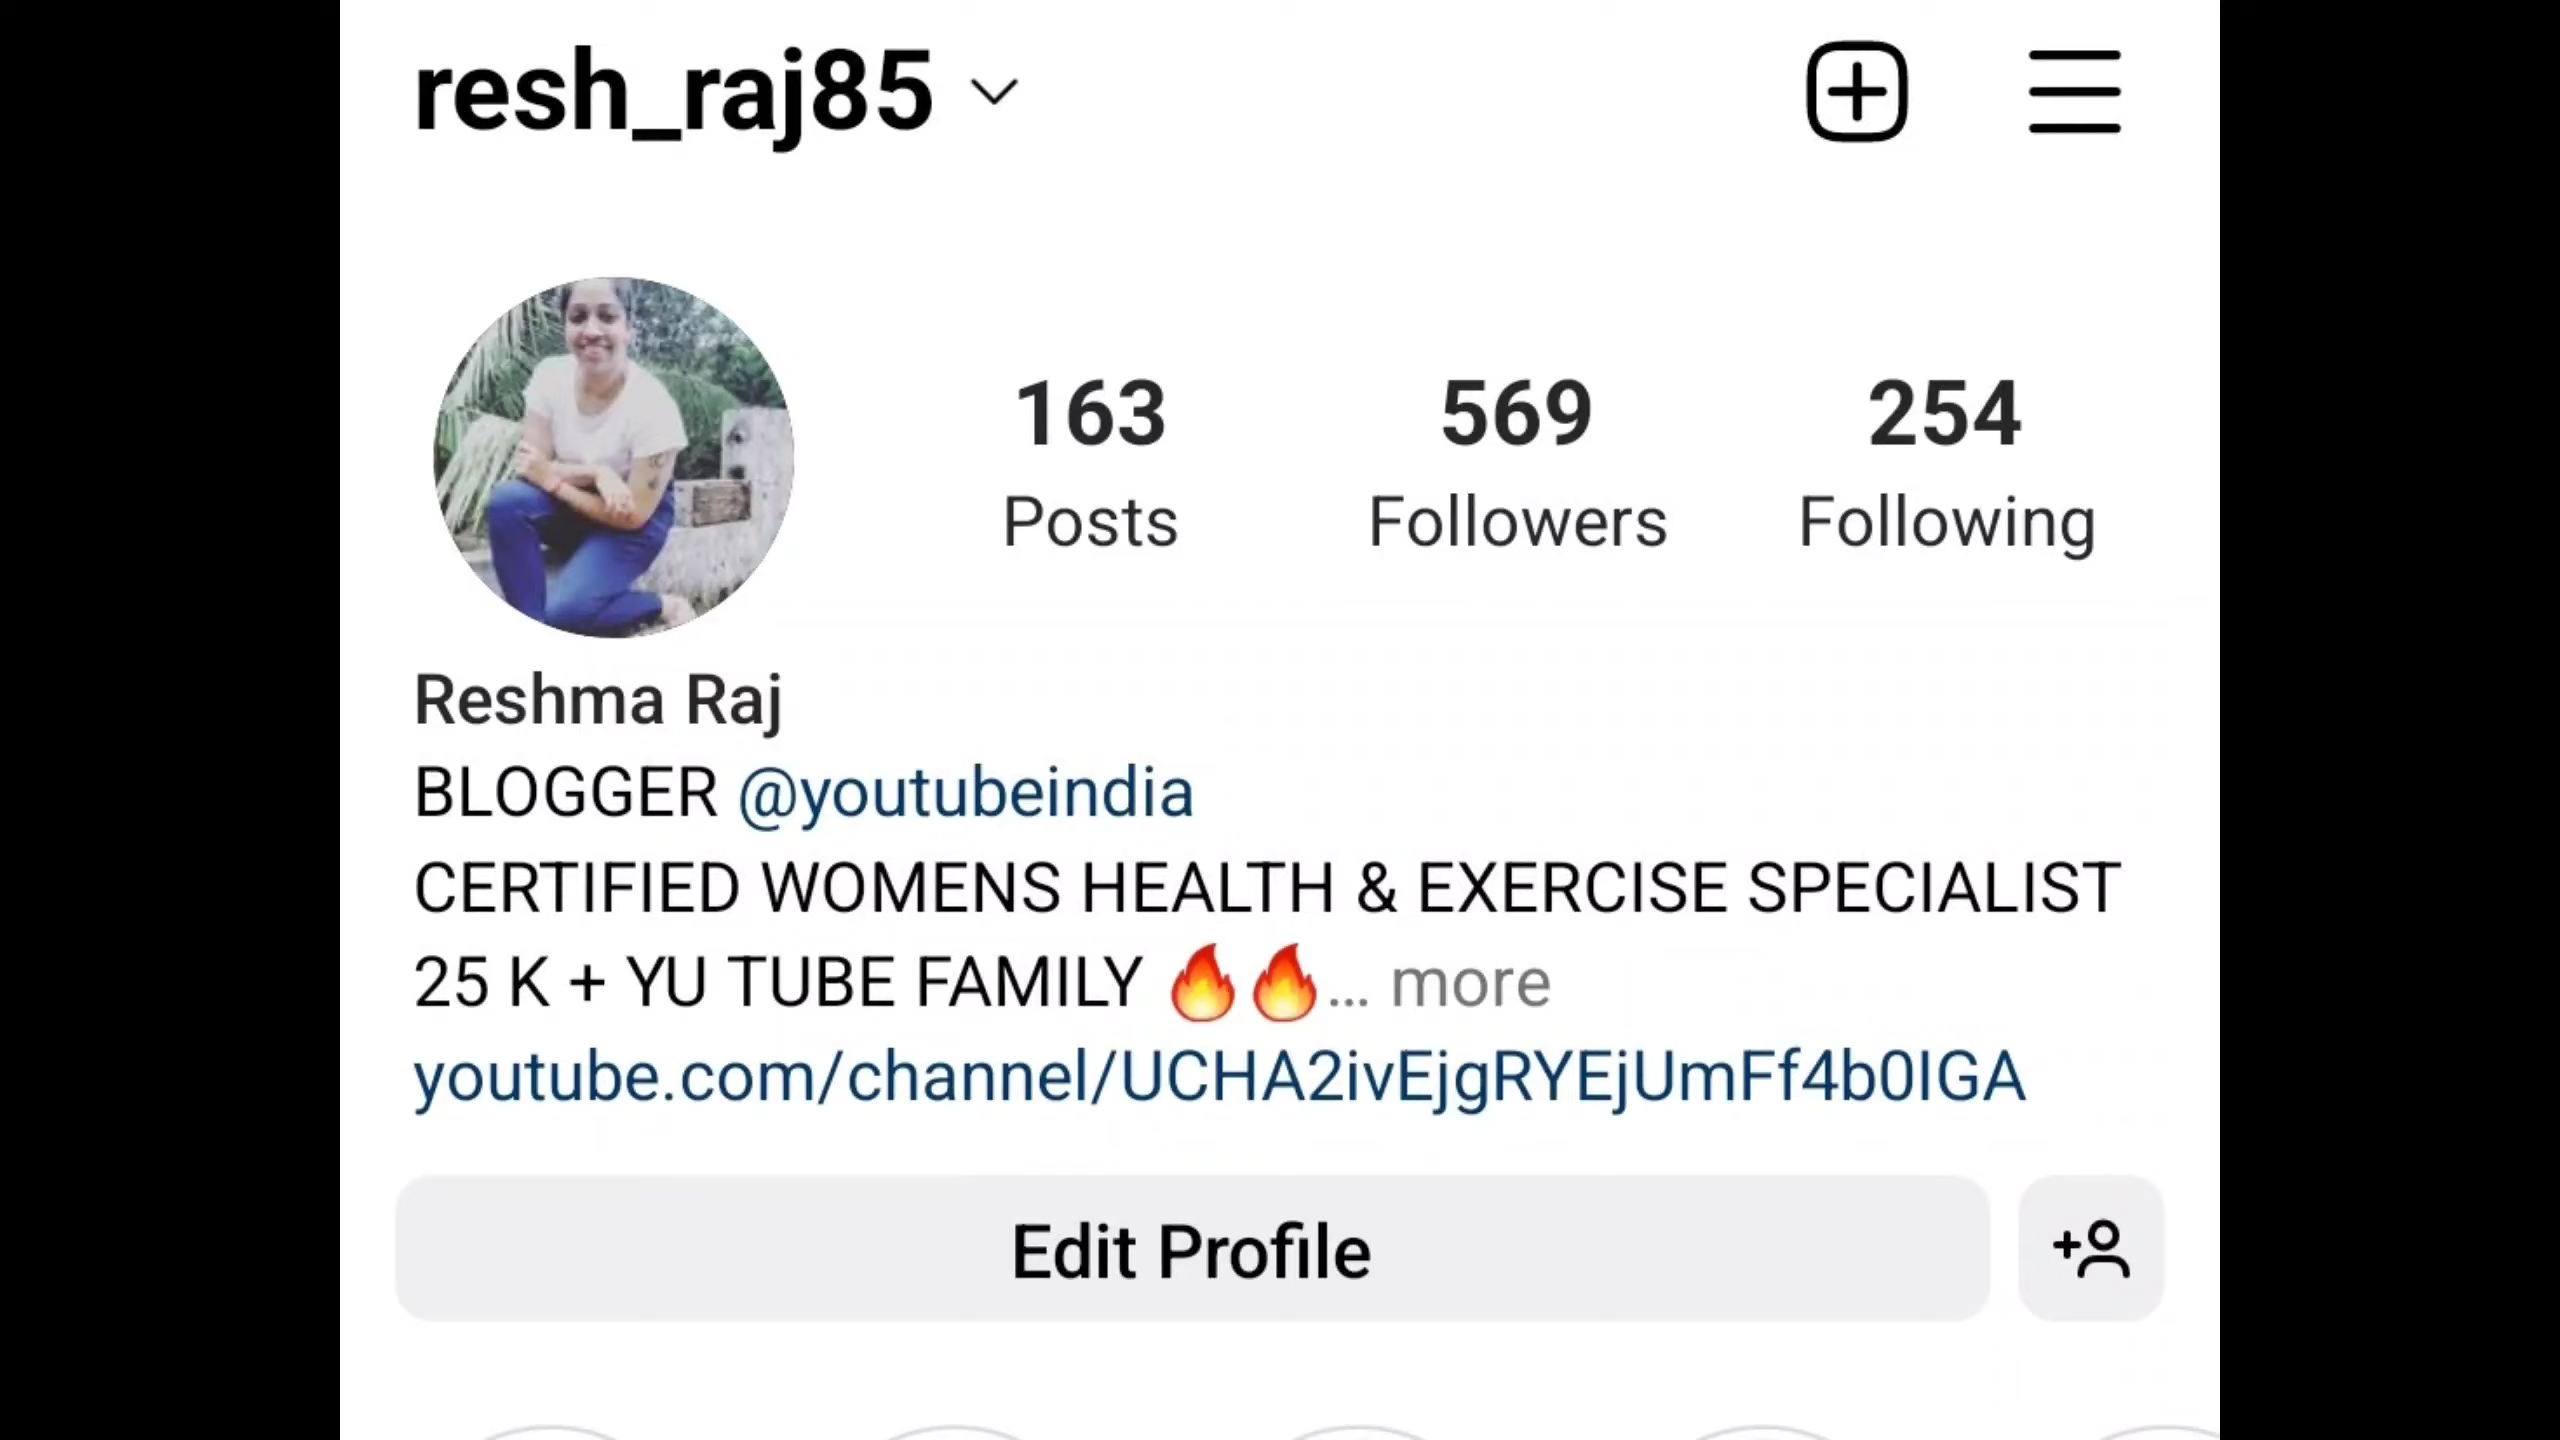 resh_raj85
163 569 254
Posts Followers Following
Reshma Raj
BLOGGER @youtubeindia
CERTIFIED WOMENS HEALTH & EXERCISE SPECIALIST
25 K + YU TUBE FAMILY 🔥🔥... more
youtube.com/channel/UCHA2ivEjgRYEjUmFf4b0IGA
Edit Profile